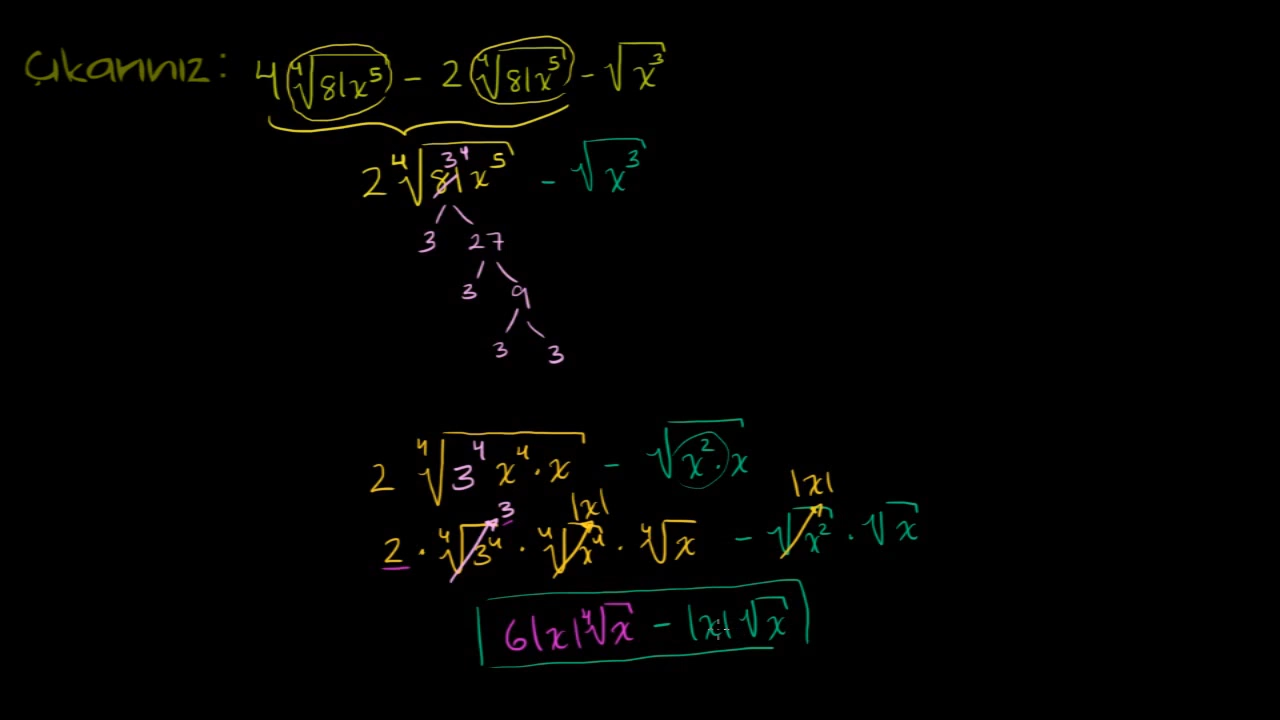 Çıkarınız: 4∜(81x⁵) − 2∜(81x⁵) − √(x³)
2∜(81x⁵) − √(x³)
3⁴
3 27
3 9
3 3
2 ∜(3⁴x⁴·x) − √(x²·x)
3 |x| |x|
2 · ∜(3⁴) · ∜(x⁴) · ∜x − √(x²) · √x
6|x|∜x − |x|√x